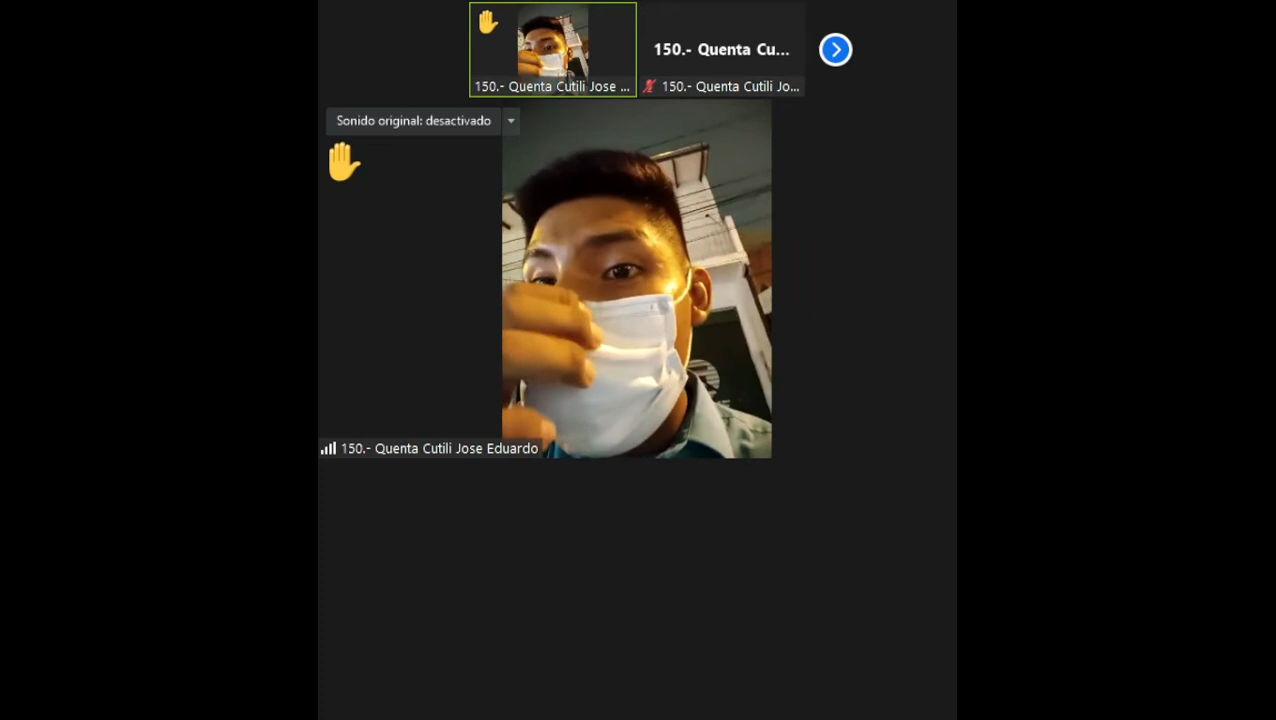 150.- Quenta Cu...
150.- Quenta Cutili Jose ...
150.- Quenta Cutili Jo...
Sonido original: desactivado
150.- Quenta Cutili Jose Eduardo